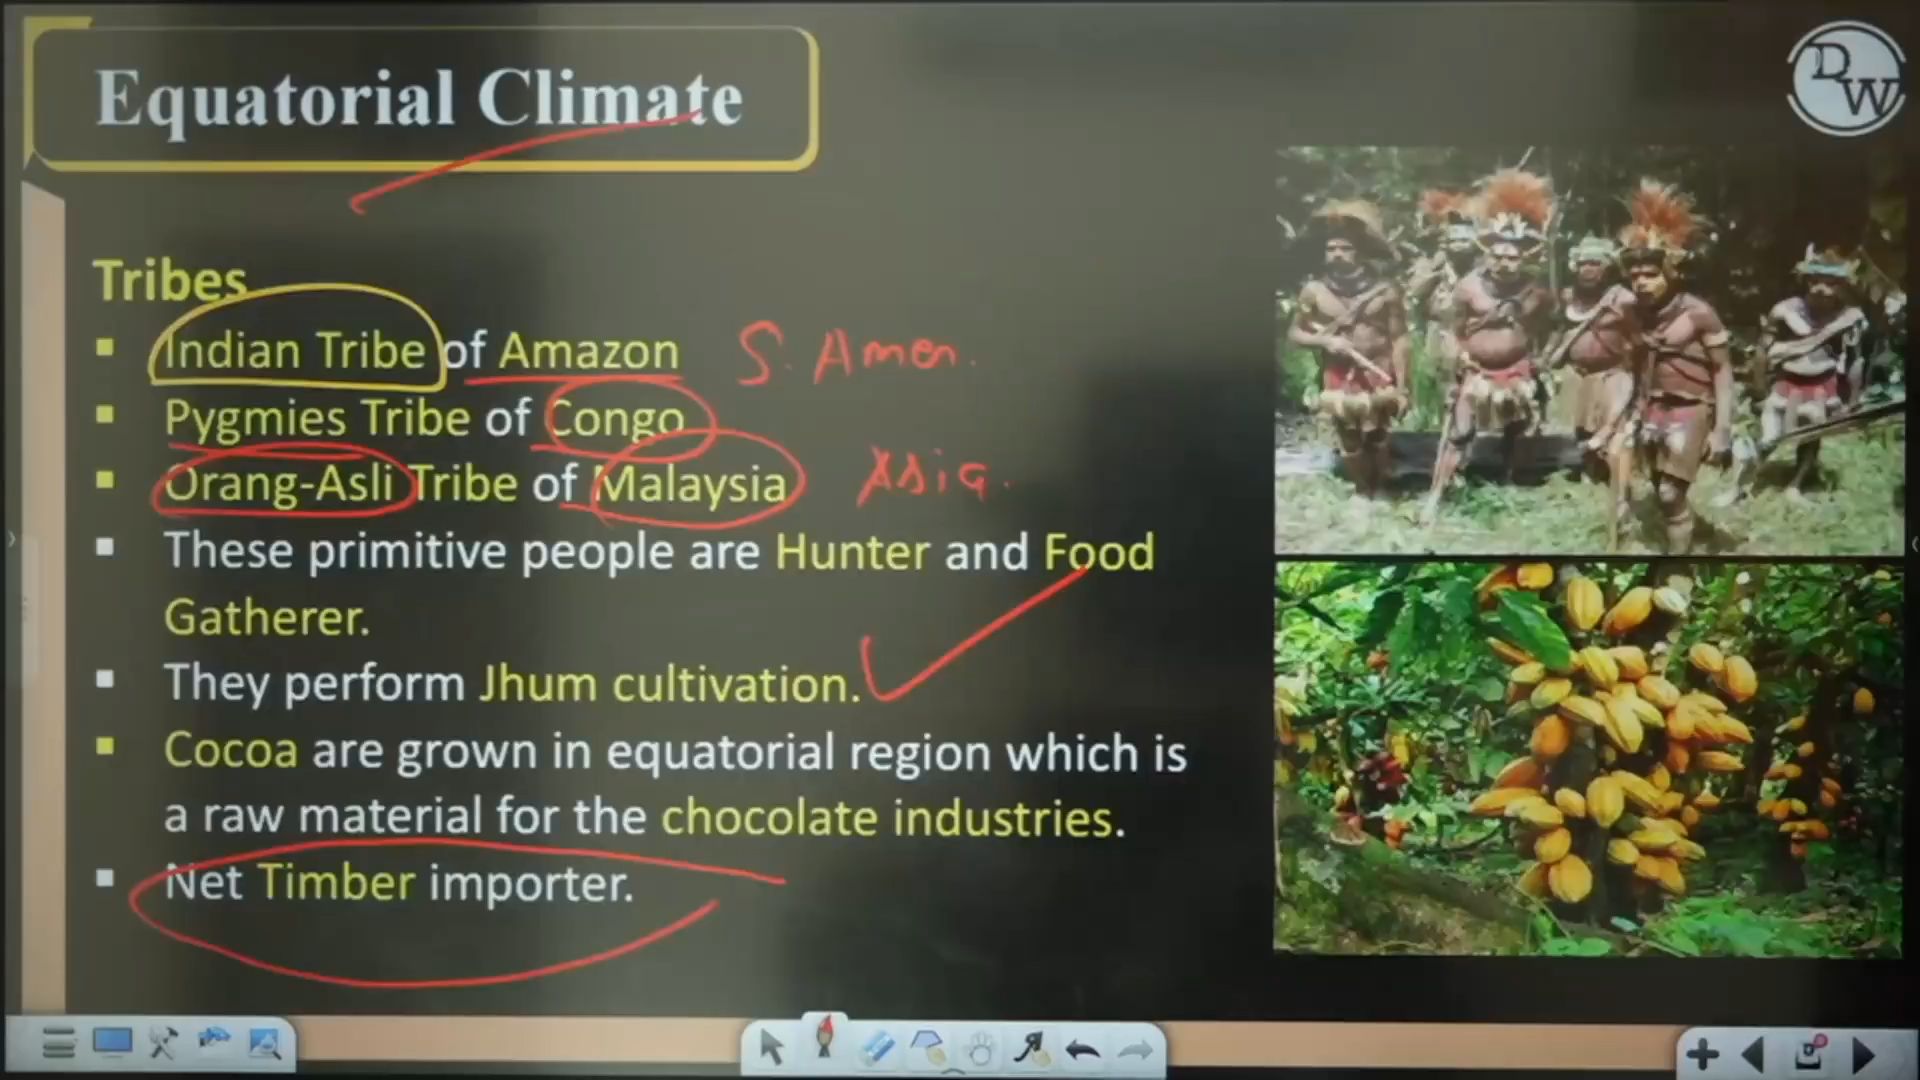 Equatorial Climate
DW
Tribes
Indian Tribe of Amazon S. Amer.
Pygmies Tribe of Congo
Orang-Asli Tribe of Malaysia Asia.
These primitive people are Hunter and Food
Gatherer.
They perform Jhum cultivation.
Cocoa are grown in equatorial region which is
a raw material for the chocolate industries.
Net Timber importer.